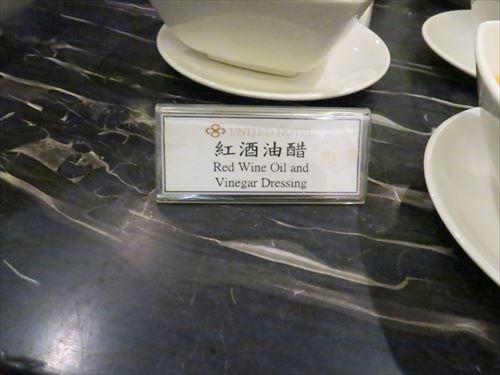 UNITED HOTEL
紅酒油醋
Red Wine Oil and
Vinegar Dressing